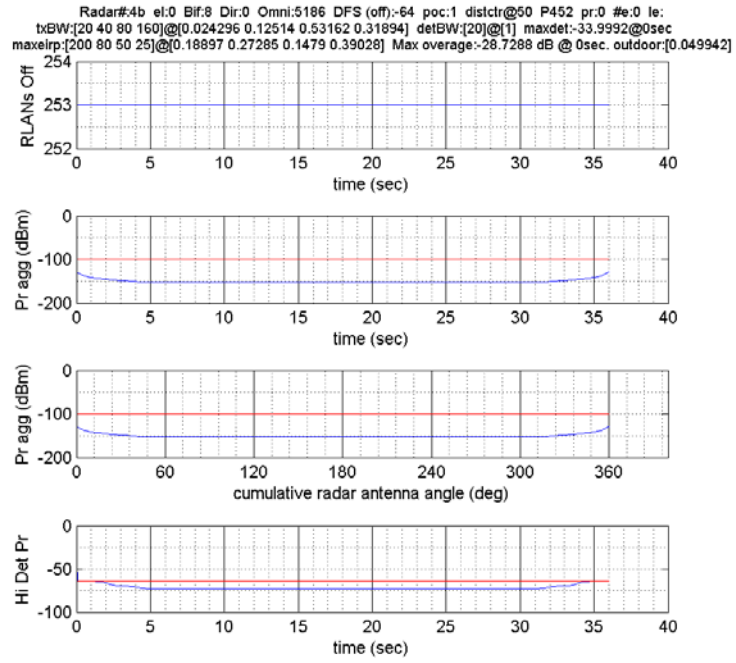 Radar#:4b el:0 Bif:8 Dir:0 Omni:5186 DFS (off):-64 poc:1 distctr@50 P452 pr:0 #e:0 le:
txBW:[20 40 80 160]@[0.024296 0.12514 0.53162 0.31894] detBW:[20]@[1] maxdet:-33.9992@0sec
maxeirp:[200 80 50 25]@[0.18897 0.27285 0.1479 0.39028] Max overage:-28.7288 dB @ 0sec. outdoor:[0.049942]
RLANs Off
254
253
252
0 5 10 15 20 25 30 35 40
time (sec)
Pr agg (dBm)
0
-100
-200
0 5 10 15 20 25 30 35 40
time (sec)
Pr agg (dBm)
0
-100
-200
0 60 120 180 240 300 360
cumulative radar antenna angle (deg)
Hi Det Pr
0
-50
-100
0 5 10 15 20 25 30 35 40
time (sec)